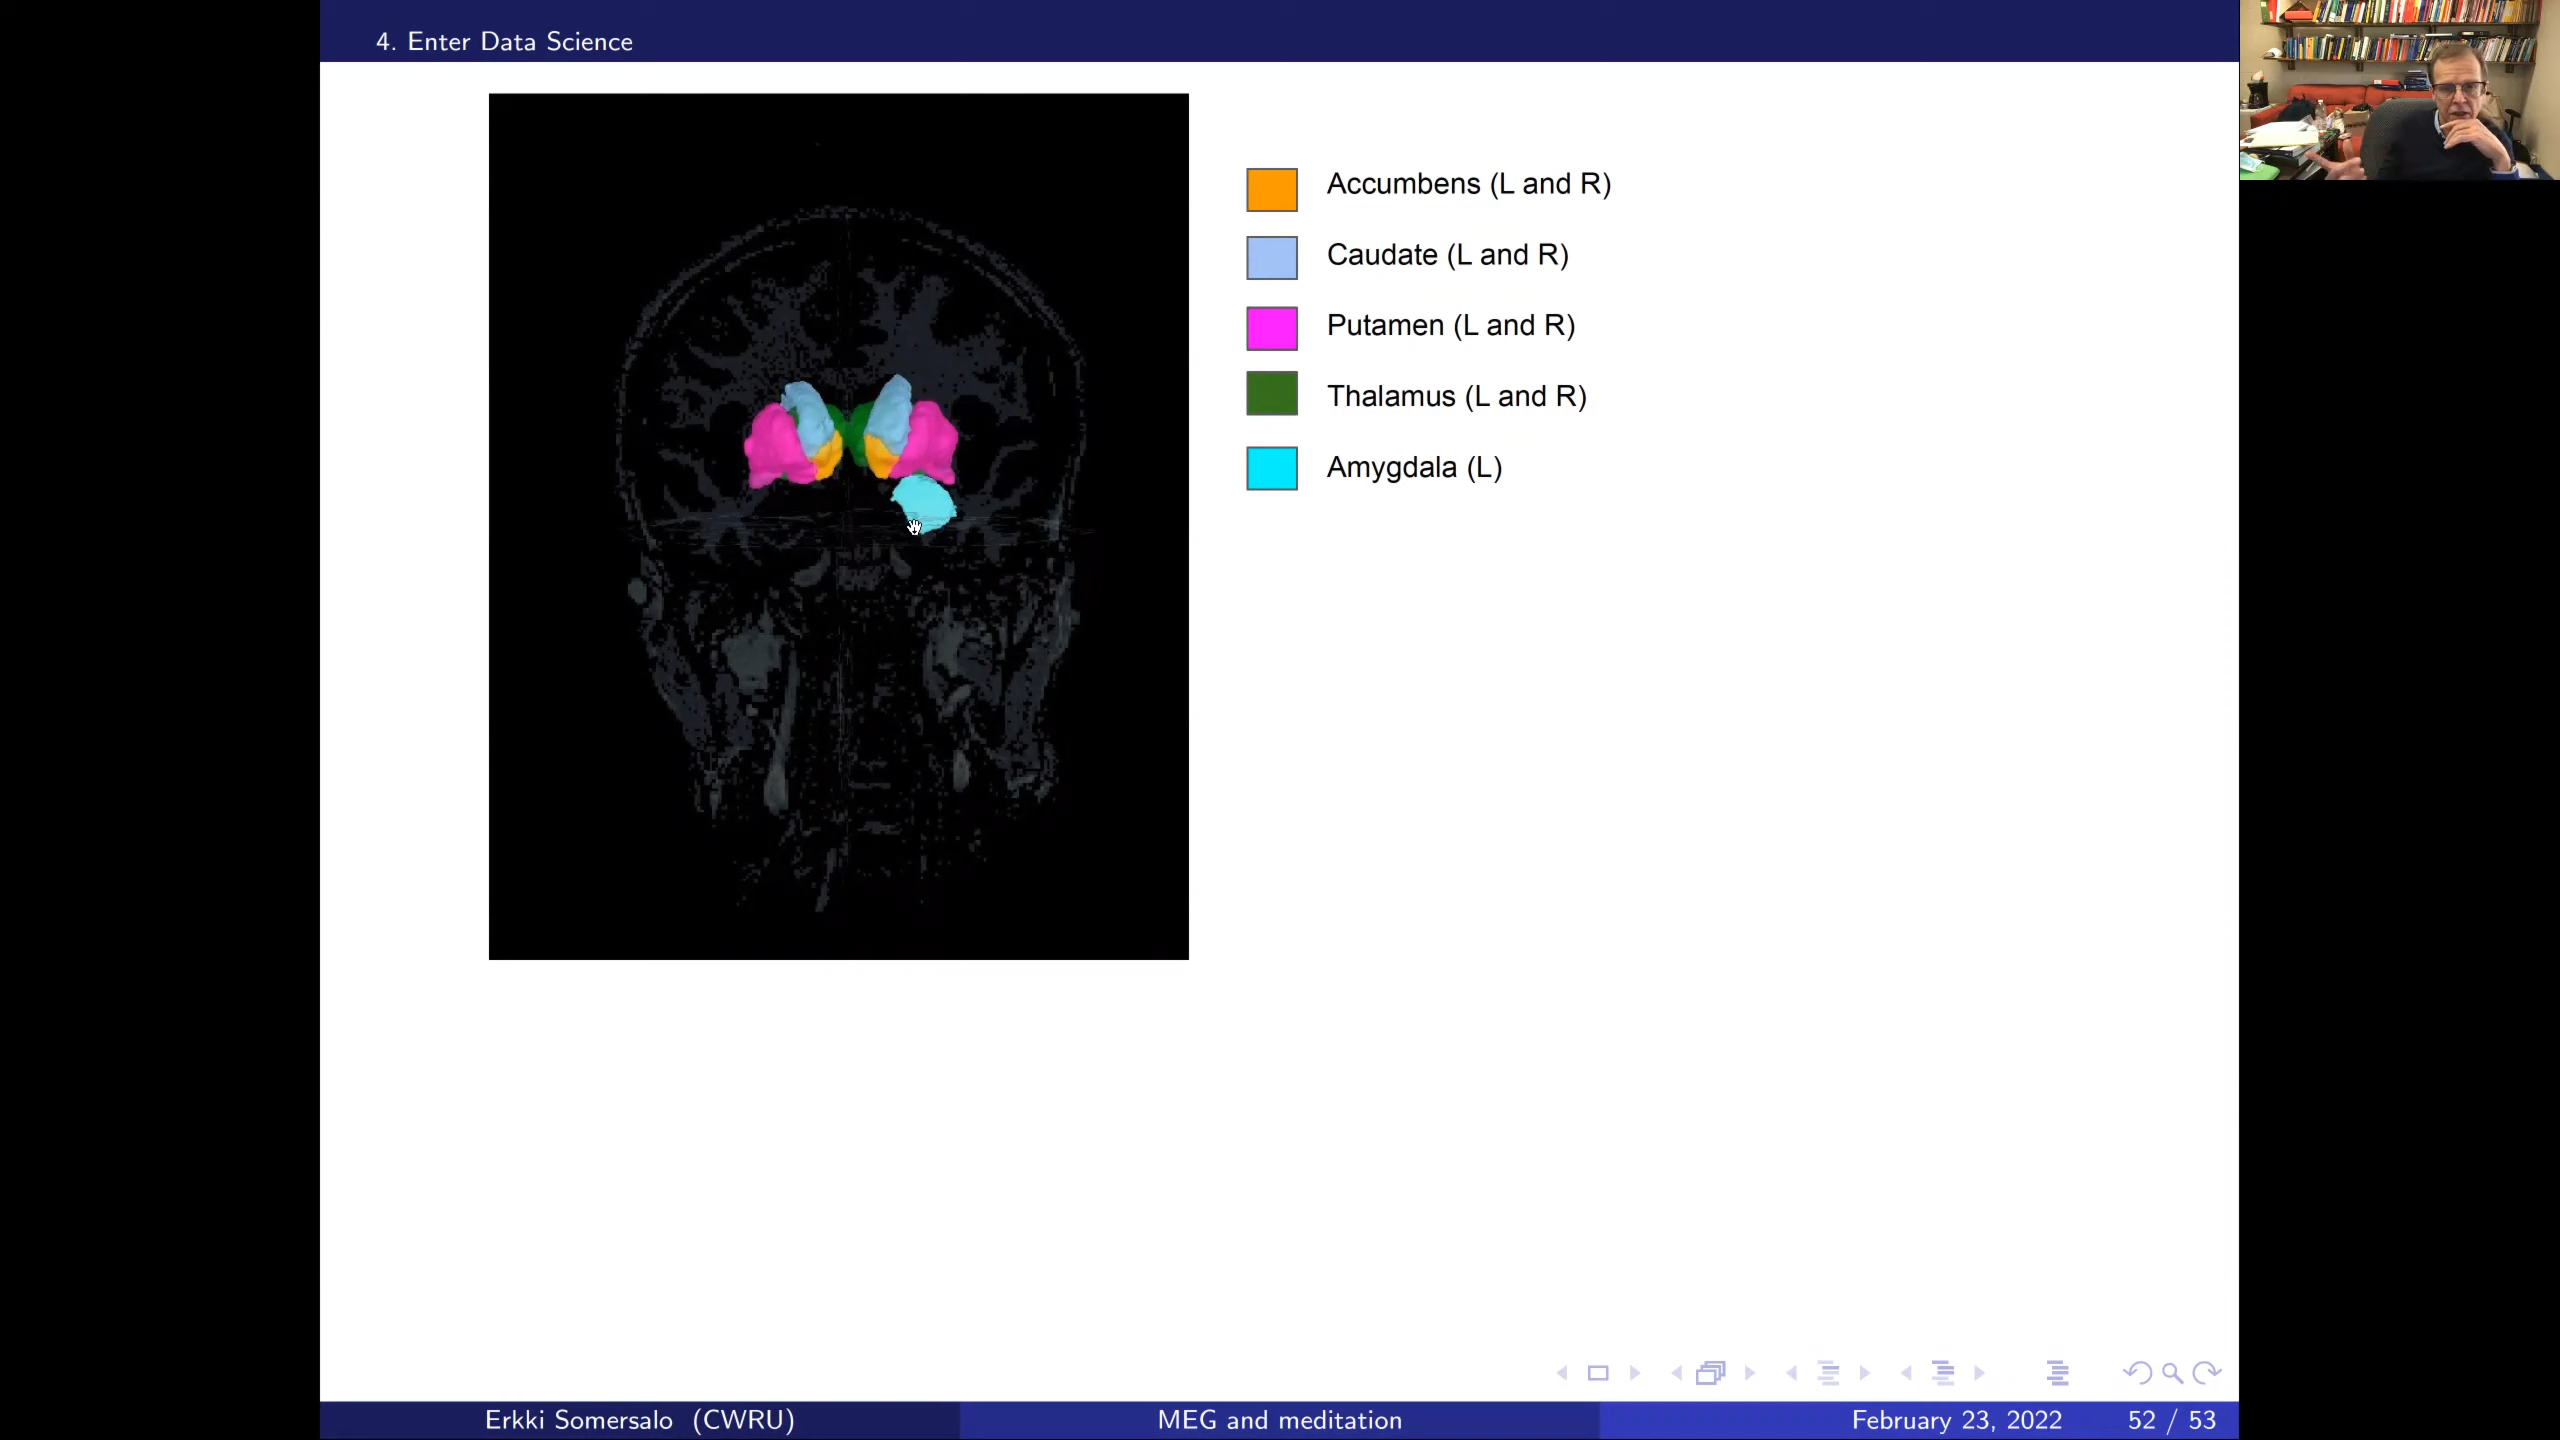 4. Enter Data Science
Accumbens (L and R)
Caudate (L and R)
Putamen (L and R)
Thalamus (L and R)
Amygdala (L)
Erkki Somersalo (CWRU)
MEG and meditation
February 23, 2022
52 / 53